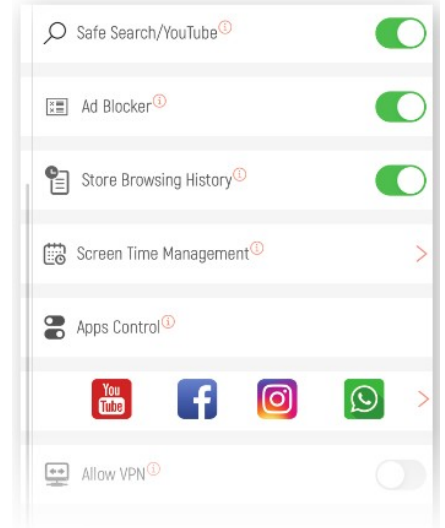 Safe Search/YouTube
Ad Blocker
Store Browsing History
Screen Time Management
Apps Control
You
Tube
Allow VPN